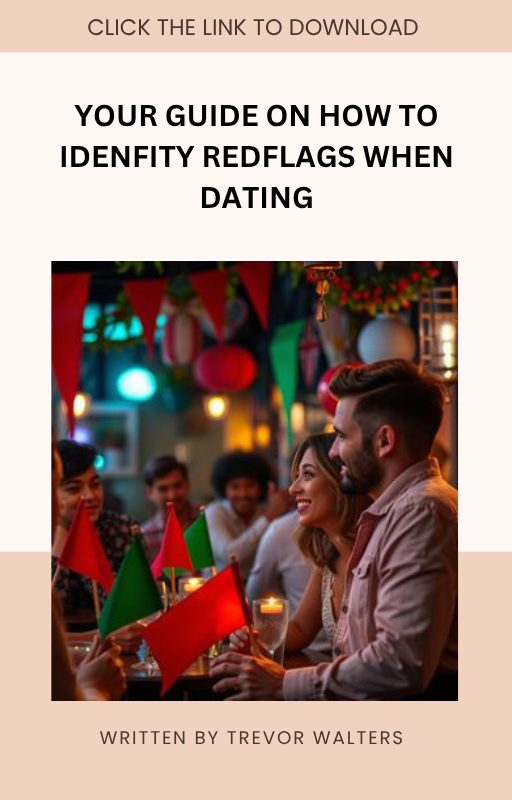 CLICK THE LINK TO DOWNLOAD
YOUR GUIDE ON HOW TO
IDENFITY REDFLAGS WHEN
DATING
WRITTEN BY TREVOR WALTERS